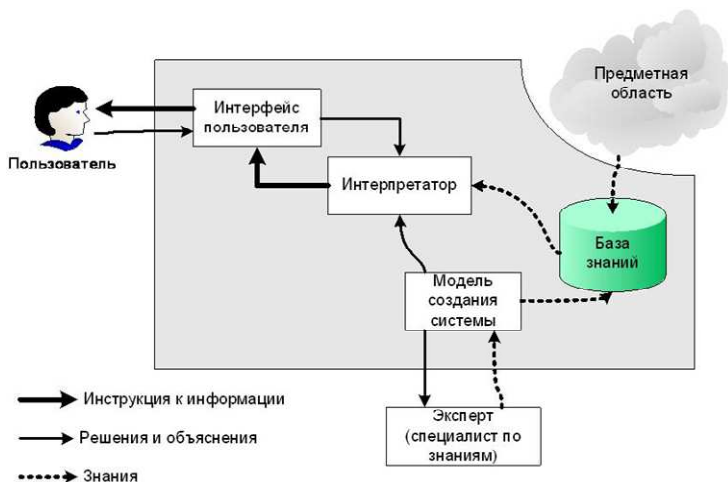 Предметная
область
Интерфейс
пользователя
Пользователь
Интерпретатор
База
знаний
Модель
создания
системы
Инструкция к информации
Эксперт
(специалист по
знаниям)
Решения и объяснения
Знания